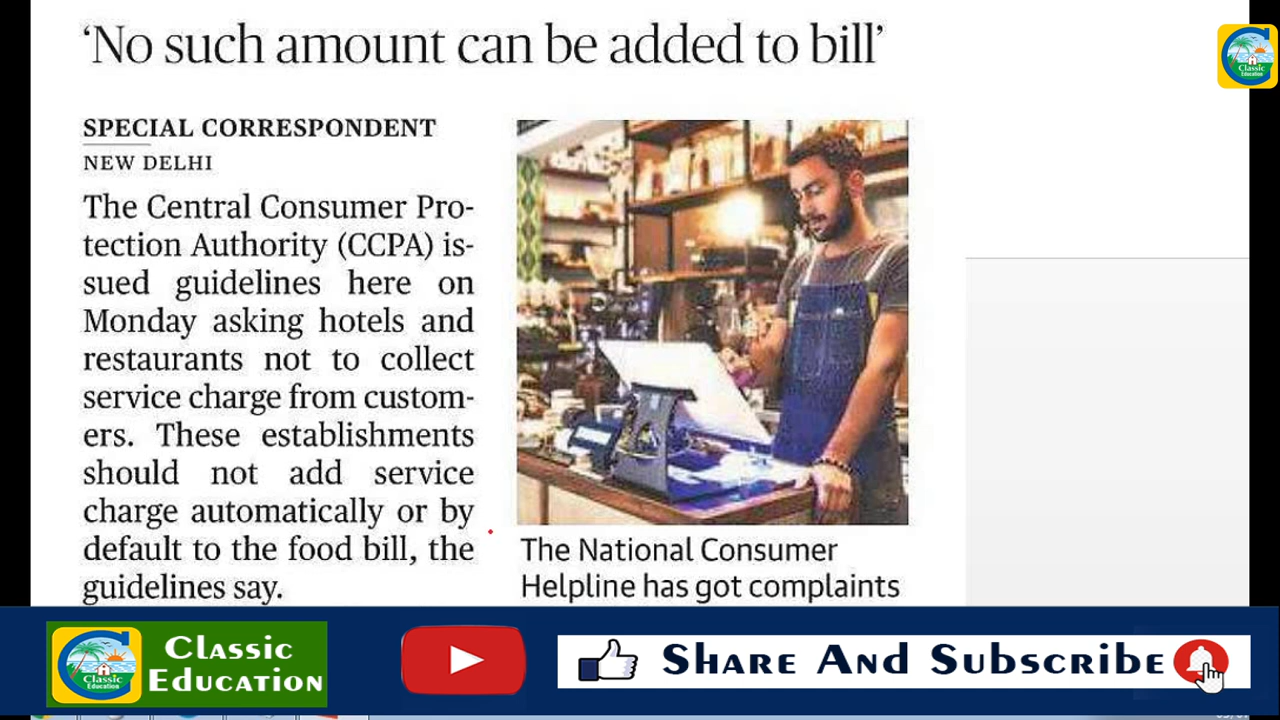 ‘No such amount can be added to bill’
Classic
Education
SPECIAL CORRESPONDENT
NEW DELHI
The Central Consumer Pro-
tection Authority (CCPA) is-
sued guidelines here on
Monday asking hotels and
restaurants not to collect
service charge from custom-
ers. These establishments
should not add service
charge automatically or by
default to the food bill, the
guidelines say.
The National Consumer
Helpline has got complaints
Classic
Education
Classic
Education
Share And Subscribe